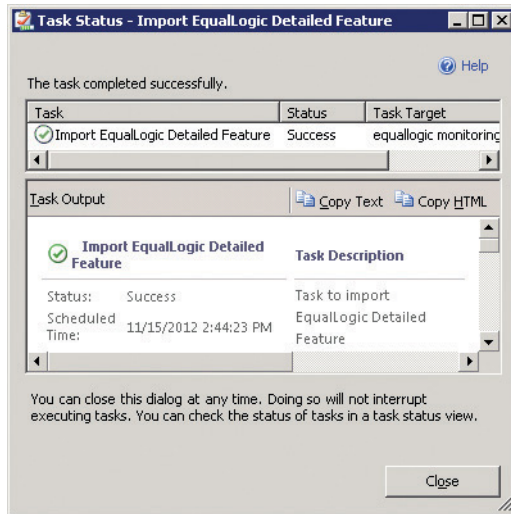 Task Status - Import EqualLogic Detailed Feature
Help
The task completed successfully.
Task Status Task Target
Import EqualLogic Detailed Feature Success equallogic monitoring
Task Output Copy Text Copy HTML
Import EqualLogic Detailed
Feature
Task Description
Status: Success
Scheduled
Time: 11/15/2012 2:44:23 PM
Task to import
EqualLogic Detailed
Feature
You can close this dialog at any time. Doing so will not interrupt
executing tasks. You can check the status of tasks in a task status view.
Close